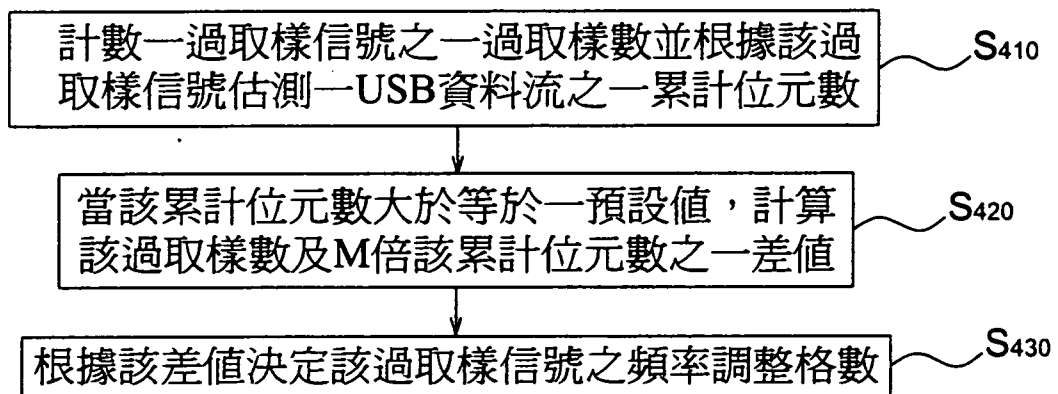 計數一過取樣信號之一過取樣數並根據該過
取樣信號估測一USB資料流之一累計位元數
S410
當該累計位元數大於等於一預設值，計算
該過取樣數及M倍該累計位元數之一差值
S420
根據該差值決定該過取樣信號之頻率調整格數
S430